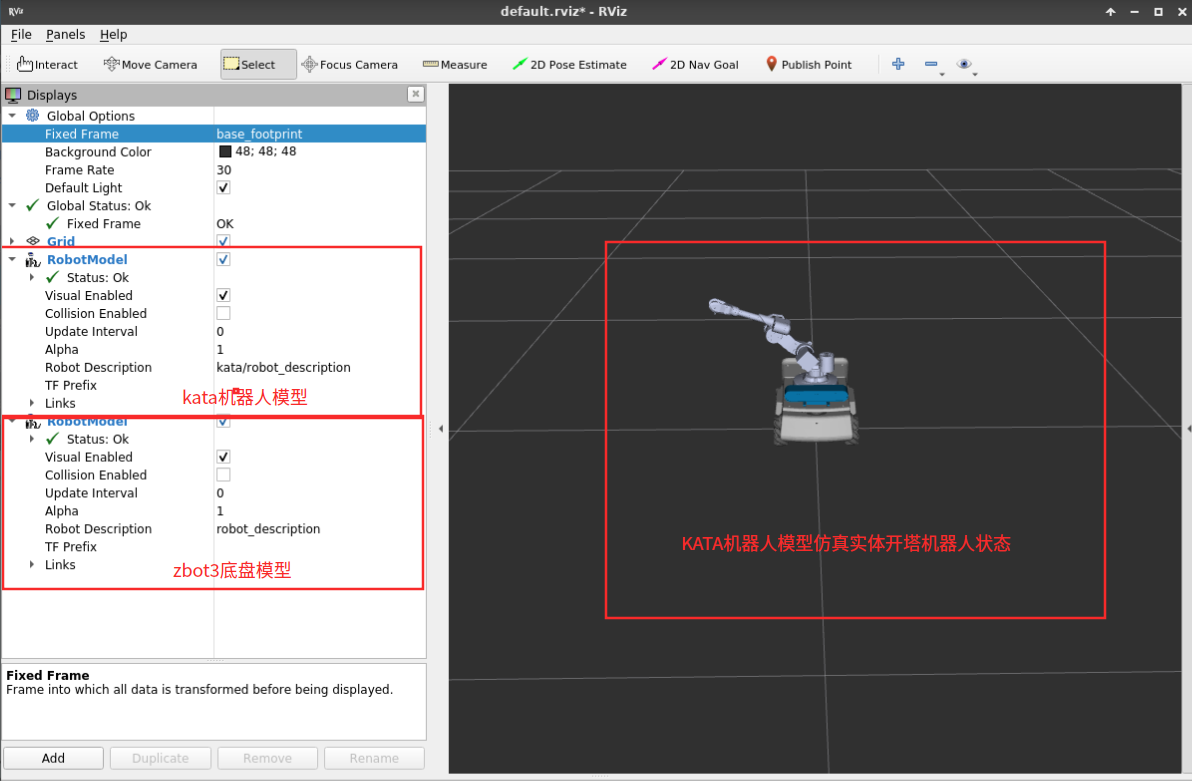 RViz
default.rviz* - RViz
File Panels Help
Interact Move Camera Select Focus Camera Measure 2D Pose Estimate 2D Nav Goal Publish Point
Displays
Global Options
Fixed Frame base_footprint
Background Color 48; 48; 48
Frame Rate 30
Default Light
Global Status: Ok
Fixed Frame OK
Grid
RobotModel
Status: Ok
Visual Enabled
Collision Enabled
Update Interval 0
Alpha 1
Robot Description kata/robot_description
TF Prefix
kata机器人模型
Links
RobotModel
Status: Ok
Visual Enabled
Collision Enabled
Update Interval 0
Alpha 1
Robot Description robot_description
TF Prefix
Links
zbot3底盘模型
KATA机器人模型仿真实体开塔机器人状态
Fixed Frame
Frame into which all data is transformed before being displayed.
Add Duplicate Remove Rename